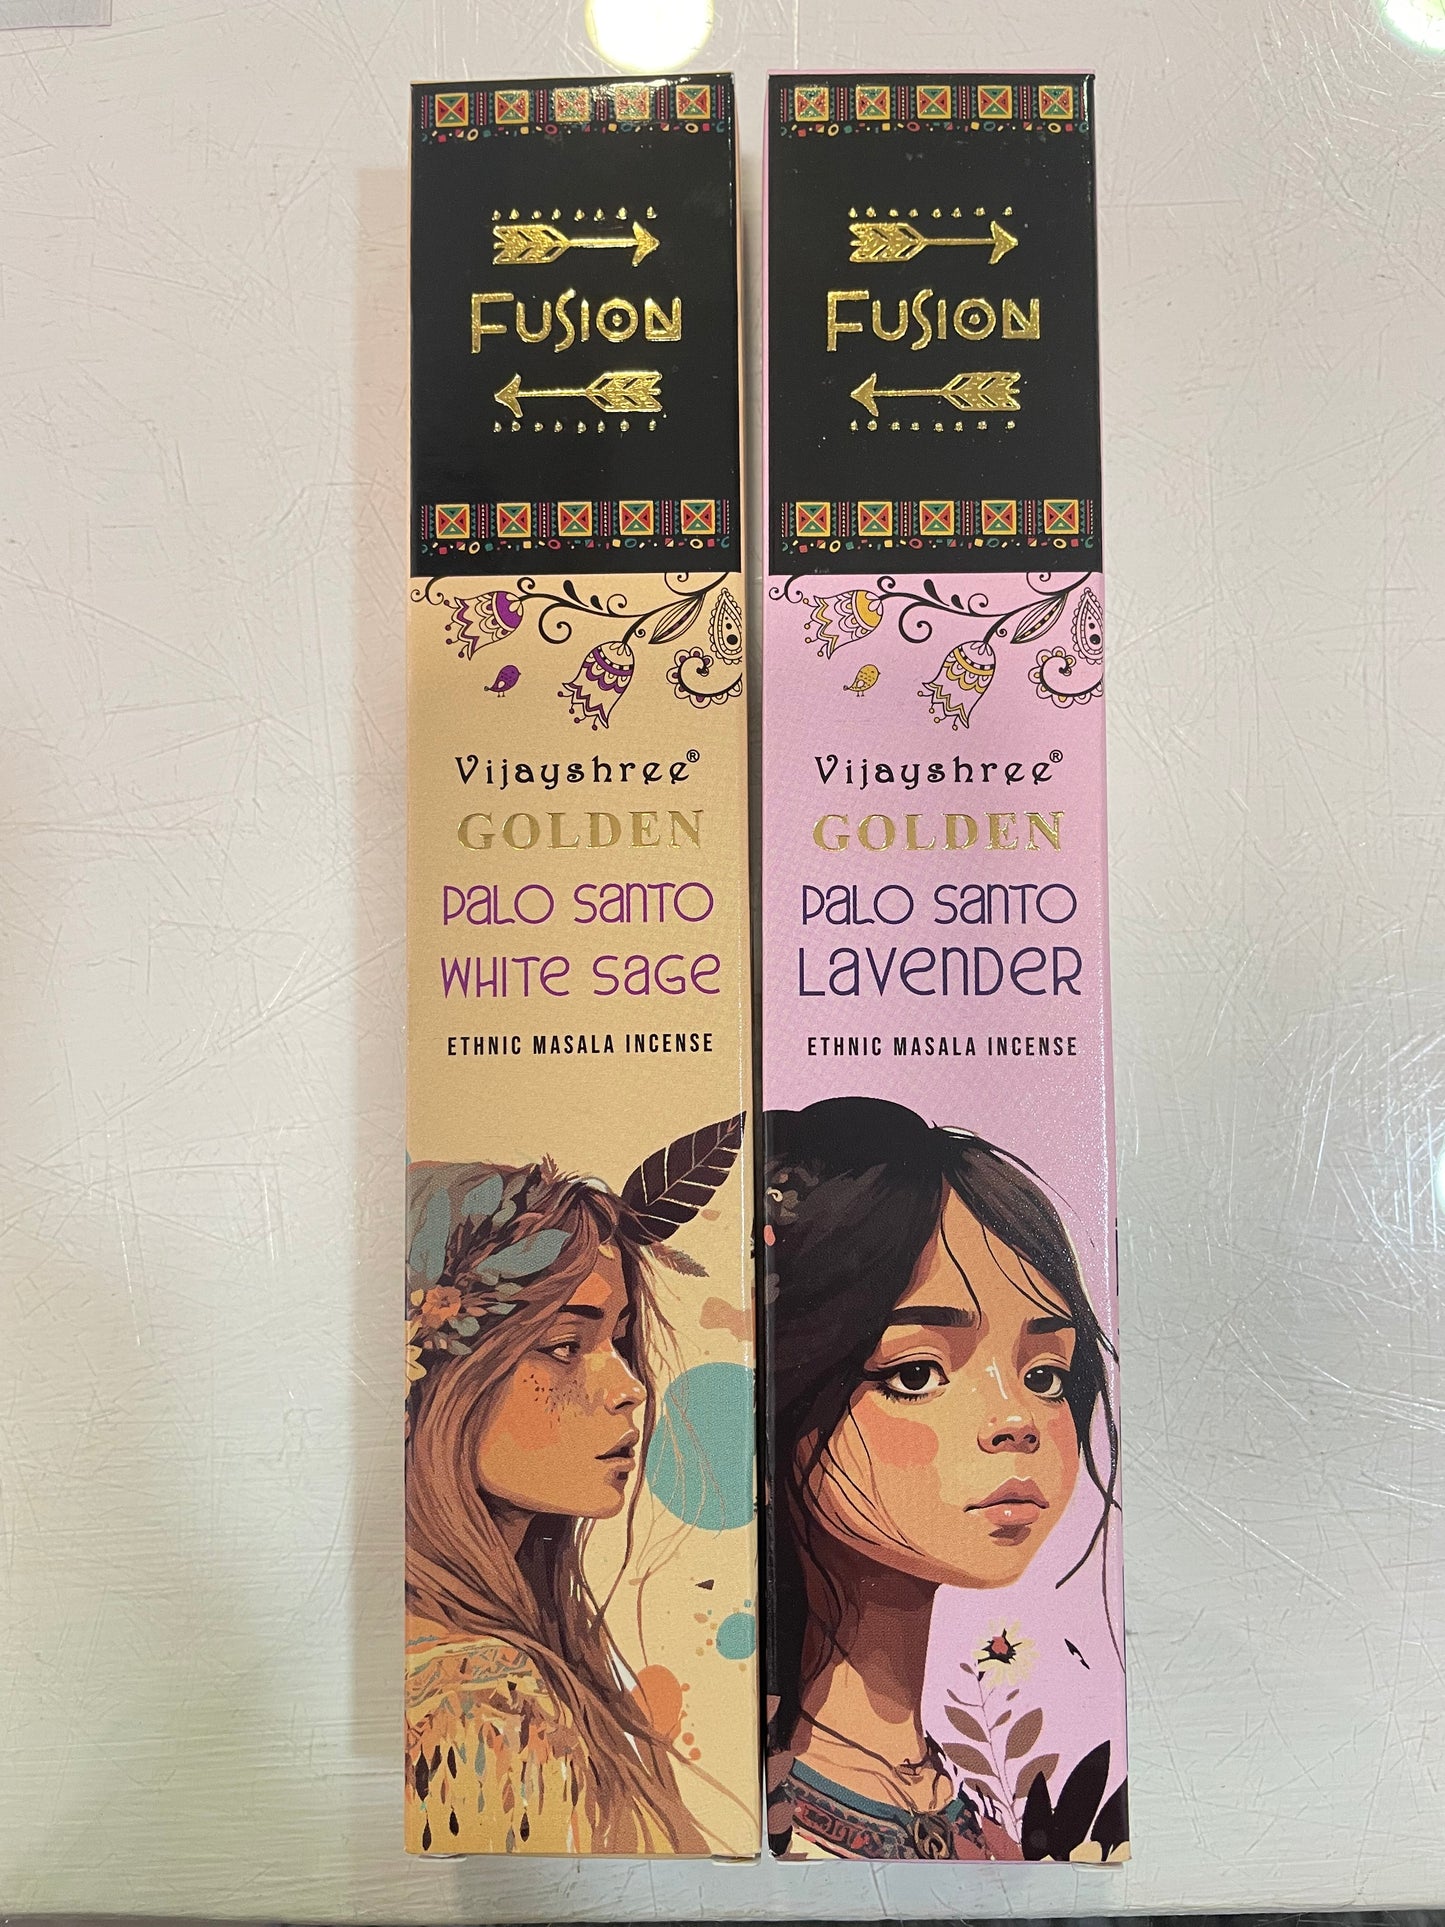 FUSION
Vijayshree®
GOLDEN
PALO SANTO
WHITE SAGE
ETHNIC MASALA INCENSE
FUSION
Vijayshree®
GOLDEN
PALO SANTO
LAVENDER
ETHNIC MASALA INCENSE